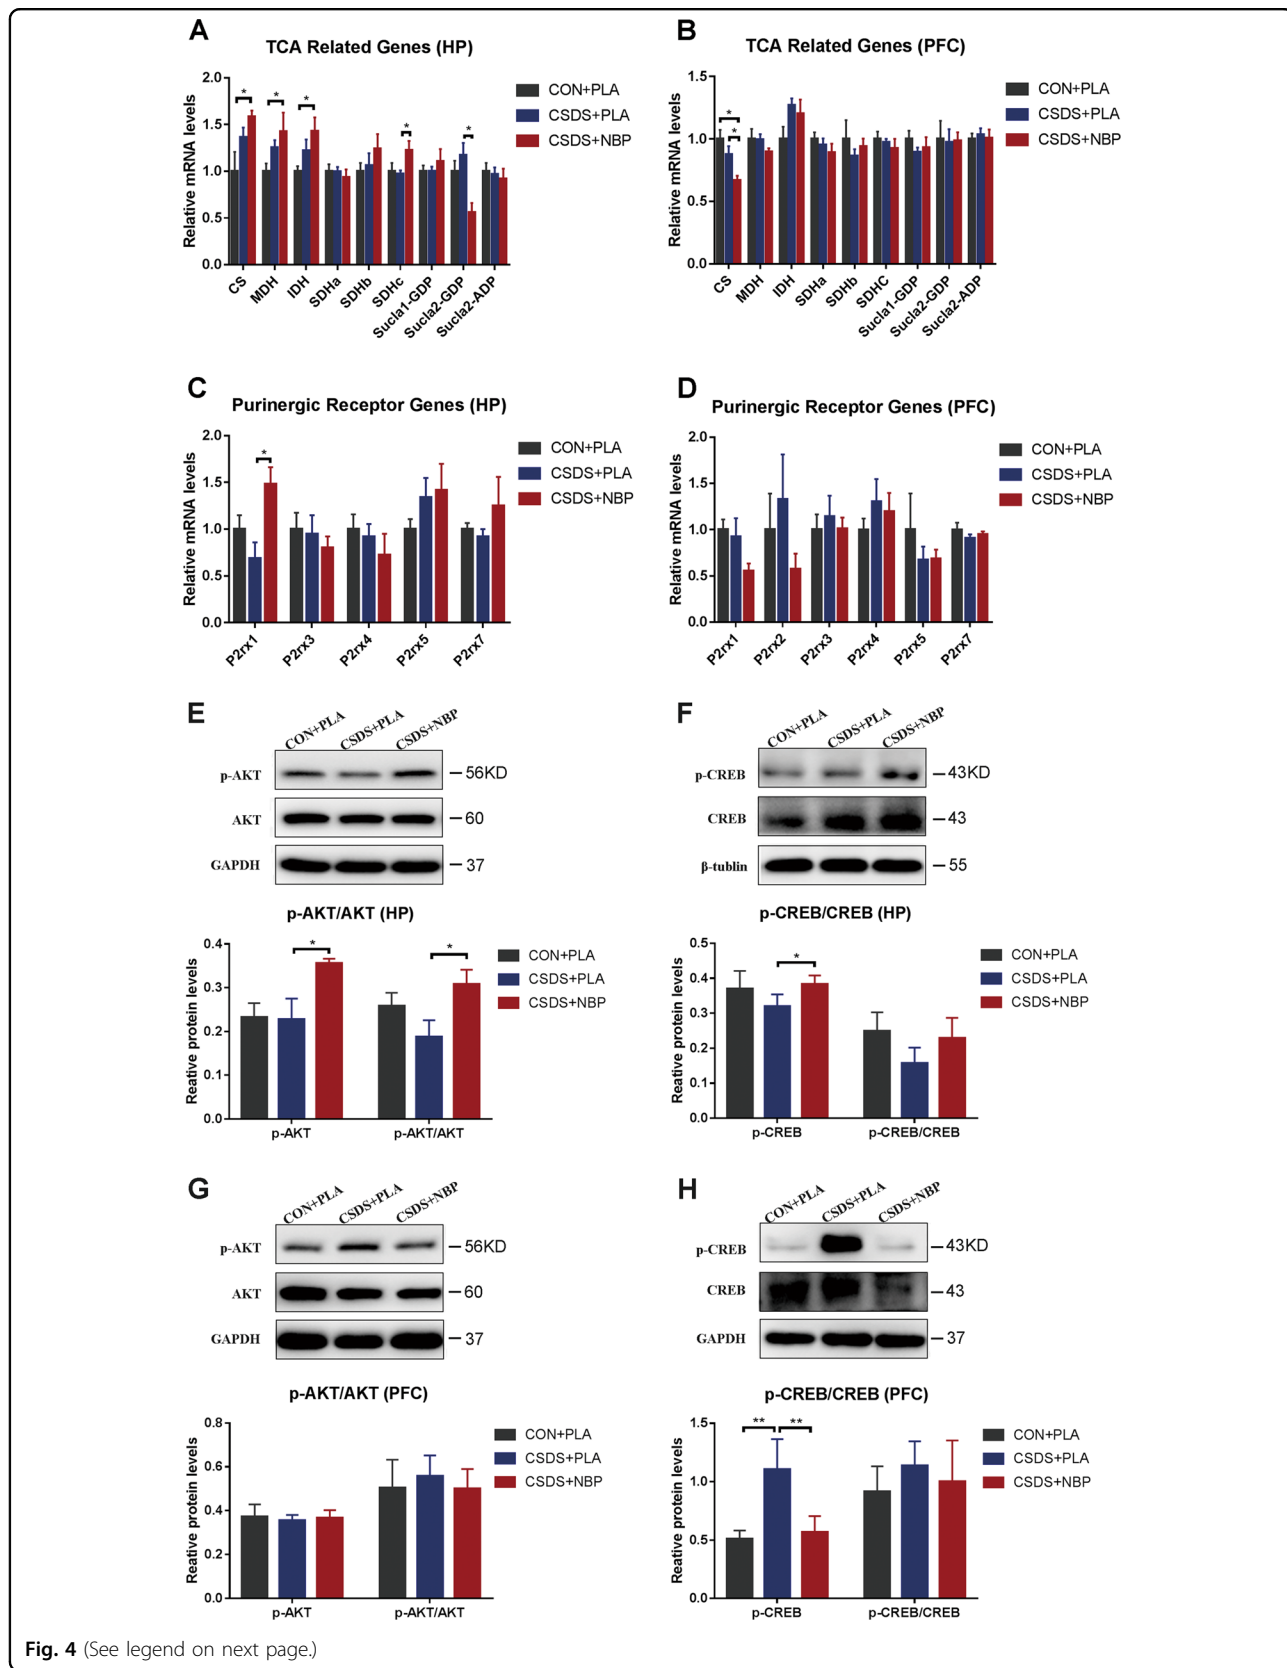 A
TCA Related Genes (HP)
Relative mRNA levels
2.0
1.5
1.0
0.5
0.0
* * * * *
CS
MDH
IDH
SDHa
SDHb
SDHc
Sucla1-GDP
Sucla2-GDP
Sucla2-ADP
CON+PLA
CSDS+PLA
CSDS+NBP
B
TCA Related Genes (PFC)
Relative mRNA levels
1.5
1.0
0.5
0.0
*
*
CS
MDH
IDH
SDHa
SDHb
SDHC
Sucla1-GDP
Sucla2-GDP
Sucla2-ADP
CON+PLA
CSDS+PLA
CSDS+NBP
C
Purinergic Receptor Genes (HP)
Relative mRNA levels
2.0
1.5
1.0
0.5
0.0
*
P2rx1
P2rx3
P2rx4
P2rx5
P2rx7
CON+PLA
CSDS+PLA
CSDS+NBP
D
Purinergic Receptor Genes (PFC)
Relative mRNA levels
2.0
1.5
1.0
0.5
0.0
P2rx1
P2rx2
P2rx3
P2rx4
P2rx5
P2rx7
CON+PLA
CSDS+PLA
CSDS+NBP
E
CON+PLA CSDS+PLA CSDS+NBP
p-AKT 56KD
AKT 60
GAPDH 37
p-AKT/AKT (HP)
Reative protein levels
0.4
0.3
0.2
0.1
0.0
* *
p-AKT p-AKT/AKT
CON+PLA
CSDS+PLA
CSDS+NBP
F
CON+PLA CSDS+PLA CSDS+NBP
p-CREB 43KD
CREB 43
β-tublin 55
p-CREB/CREB (HP)
Reative protein levels
0.5
0.4
0.3
0.2
0.1
0.0
*
p-CREB p-CREB/CREB
CON+PLA
CSDS+PLA
CSDS+NBP
G
CON+PLA CSDS+PLA CSDS+NBP
p-AKT 56KD
AKT 60
GAPDH 37
p-AKT/AKT (PFC)
Reative protein levels
0.8
0.6
0.4
0.2
0.0
p-AKT p-AKT/AKT
CON+PLA
CSDS+PLA
CSDS+NBP
H
CON+PLA CSDS+PLA CSDS+NBP
p-CREB 43KD
CREB 43
GAPDH 37
p-CREB/CREB (PFC)
Reative protein levels
1.5
1.0
0.5
0.0
** **
p-CREB p-CREB/CREB
CON+PLA
CSDS+PLA
CSDS+NBP
Fig. 4 (See legend on next page.)